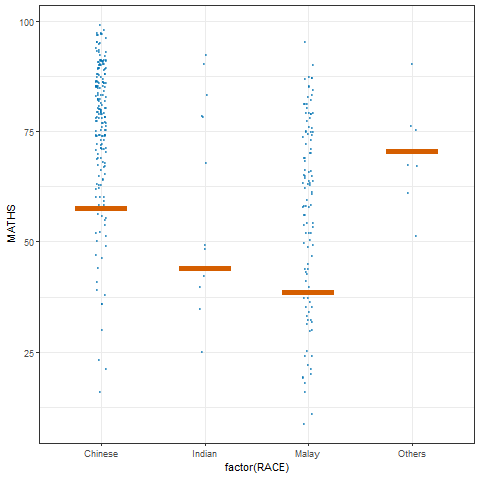 100
75
50
25
MATHS
Chinese
Indian
Malay
Others
factor(RACE)